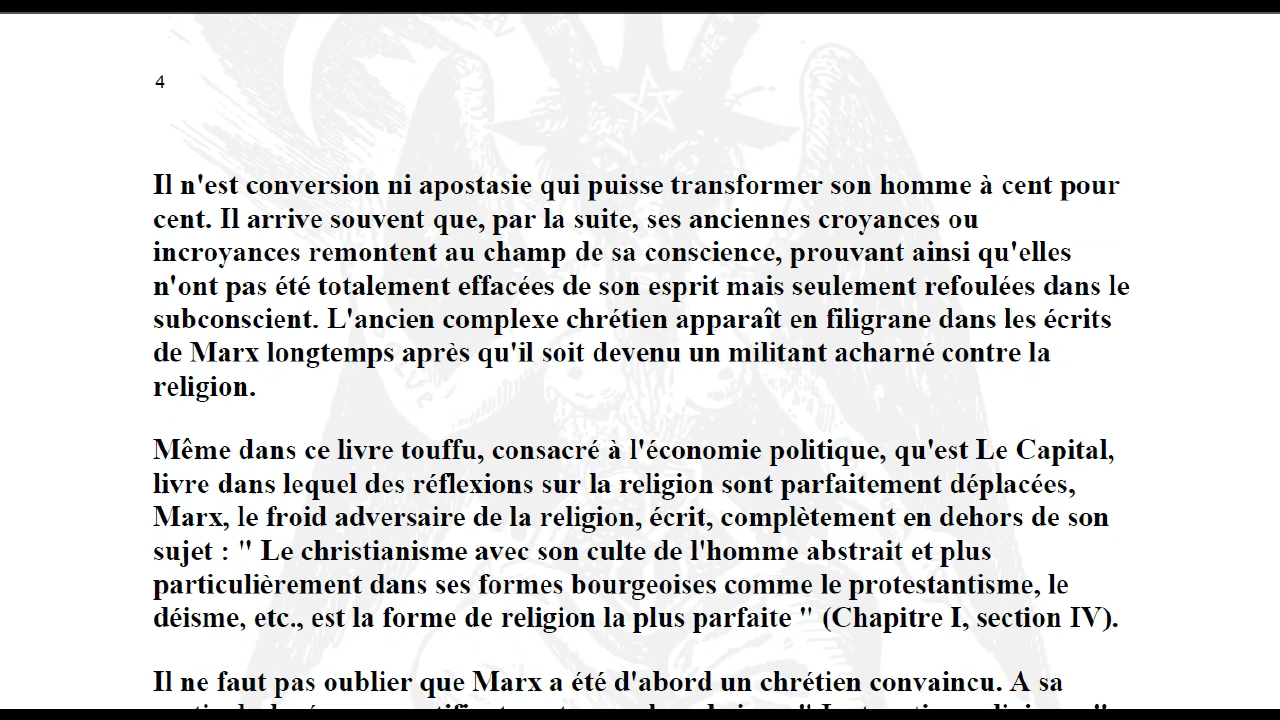 4
Il n'est conversion ni apostasie qui puisse transformer son homme à cent pour
cent. Il arrive souvent que, par la suite, ses anciennes croyances ou
incroyances remontent au champ de sa conscience, prouvant ainsi qu'elles
n'ont pas été totalement effacées de son esprit mais seulement refoulées dans le
subconscient. L'ancien complexe chrétien apparaît en filigrane dans les écrits
de Marx longtemps après qu'il soit devenu un militant acharné contre la
religion.
Même dans ce livre touffu, consacré à l'économie politique, qu'est Le Capital,
livre dans lequel des réflexions sur la religion sont parfaitement déplacées,
Marx, le froid adversaire de la religion, écrit, complètement en dehors de son
sujet : " Le christianisme avec son culte de l'homme abstrait et plus
particulièrement dans ses formes bourgeoises comme le protestantisme, le
déisme, etc., est la forme de religion la plus parfaite " (Chapitre I, section IV).
Il ne faut pas oublier que Marx a été d'abord un chrétien convaincu. A sa